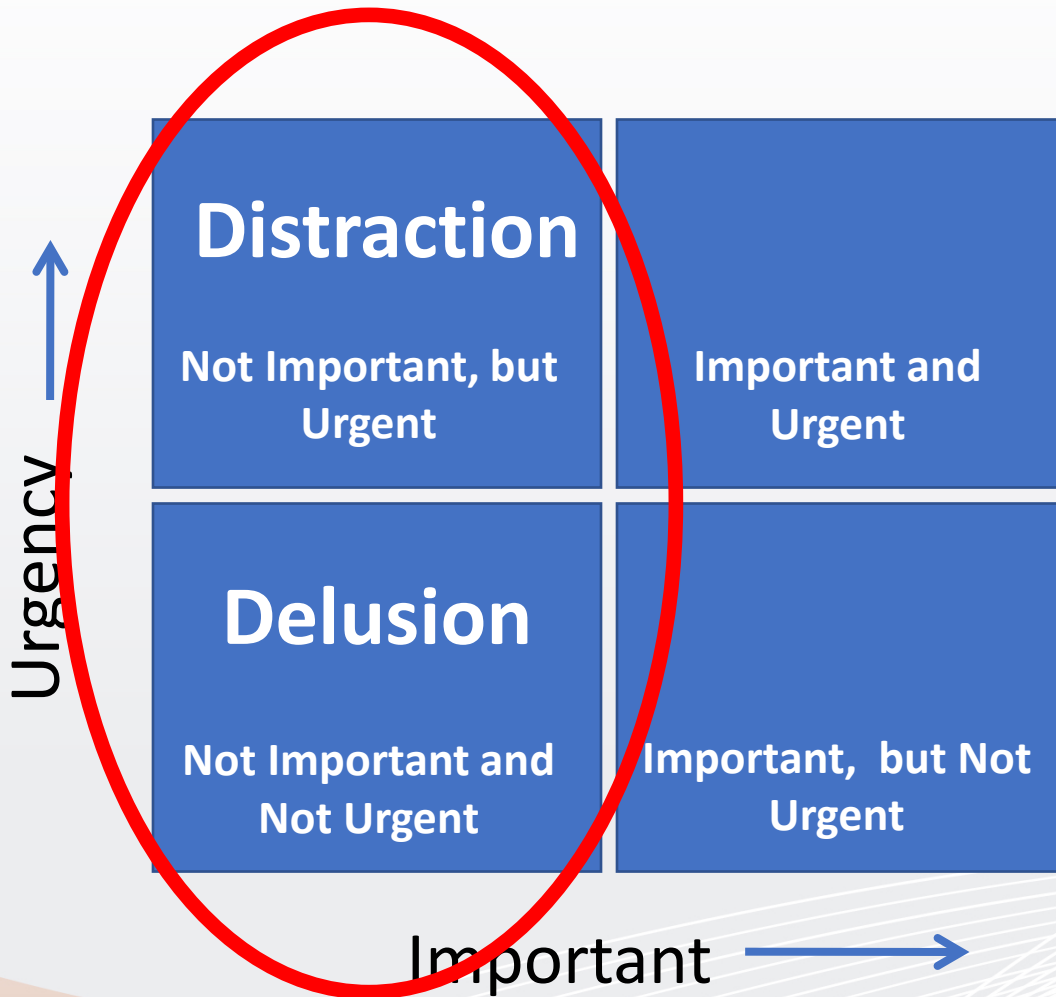 Distraction
Not Important, but
Urgent
Important and
Urgent
Urgency
Delusion
Not Important and
Not Urgent
Important, but Not
Urgent
Important